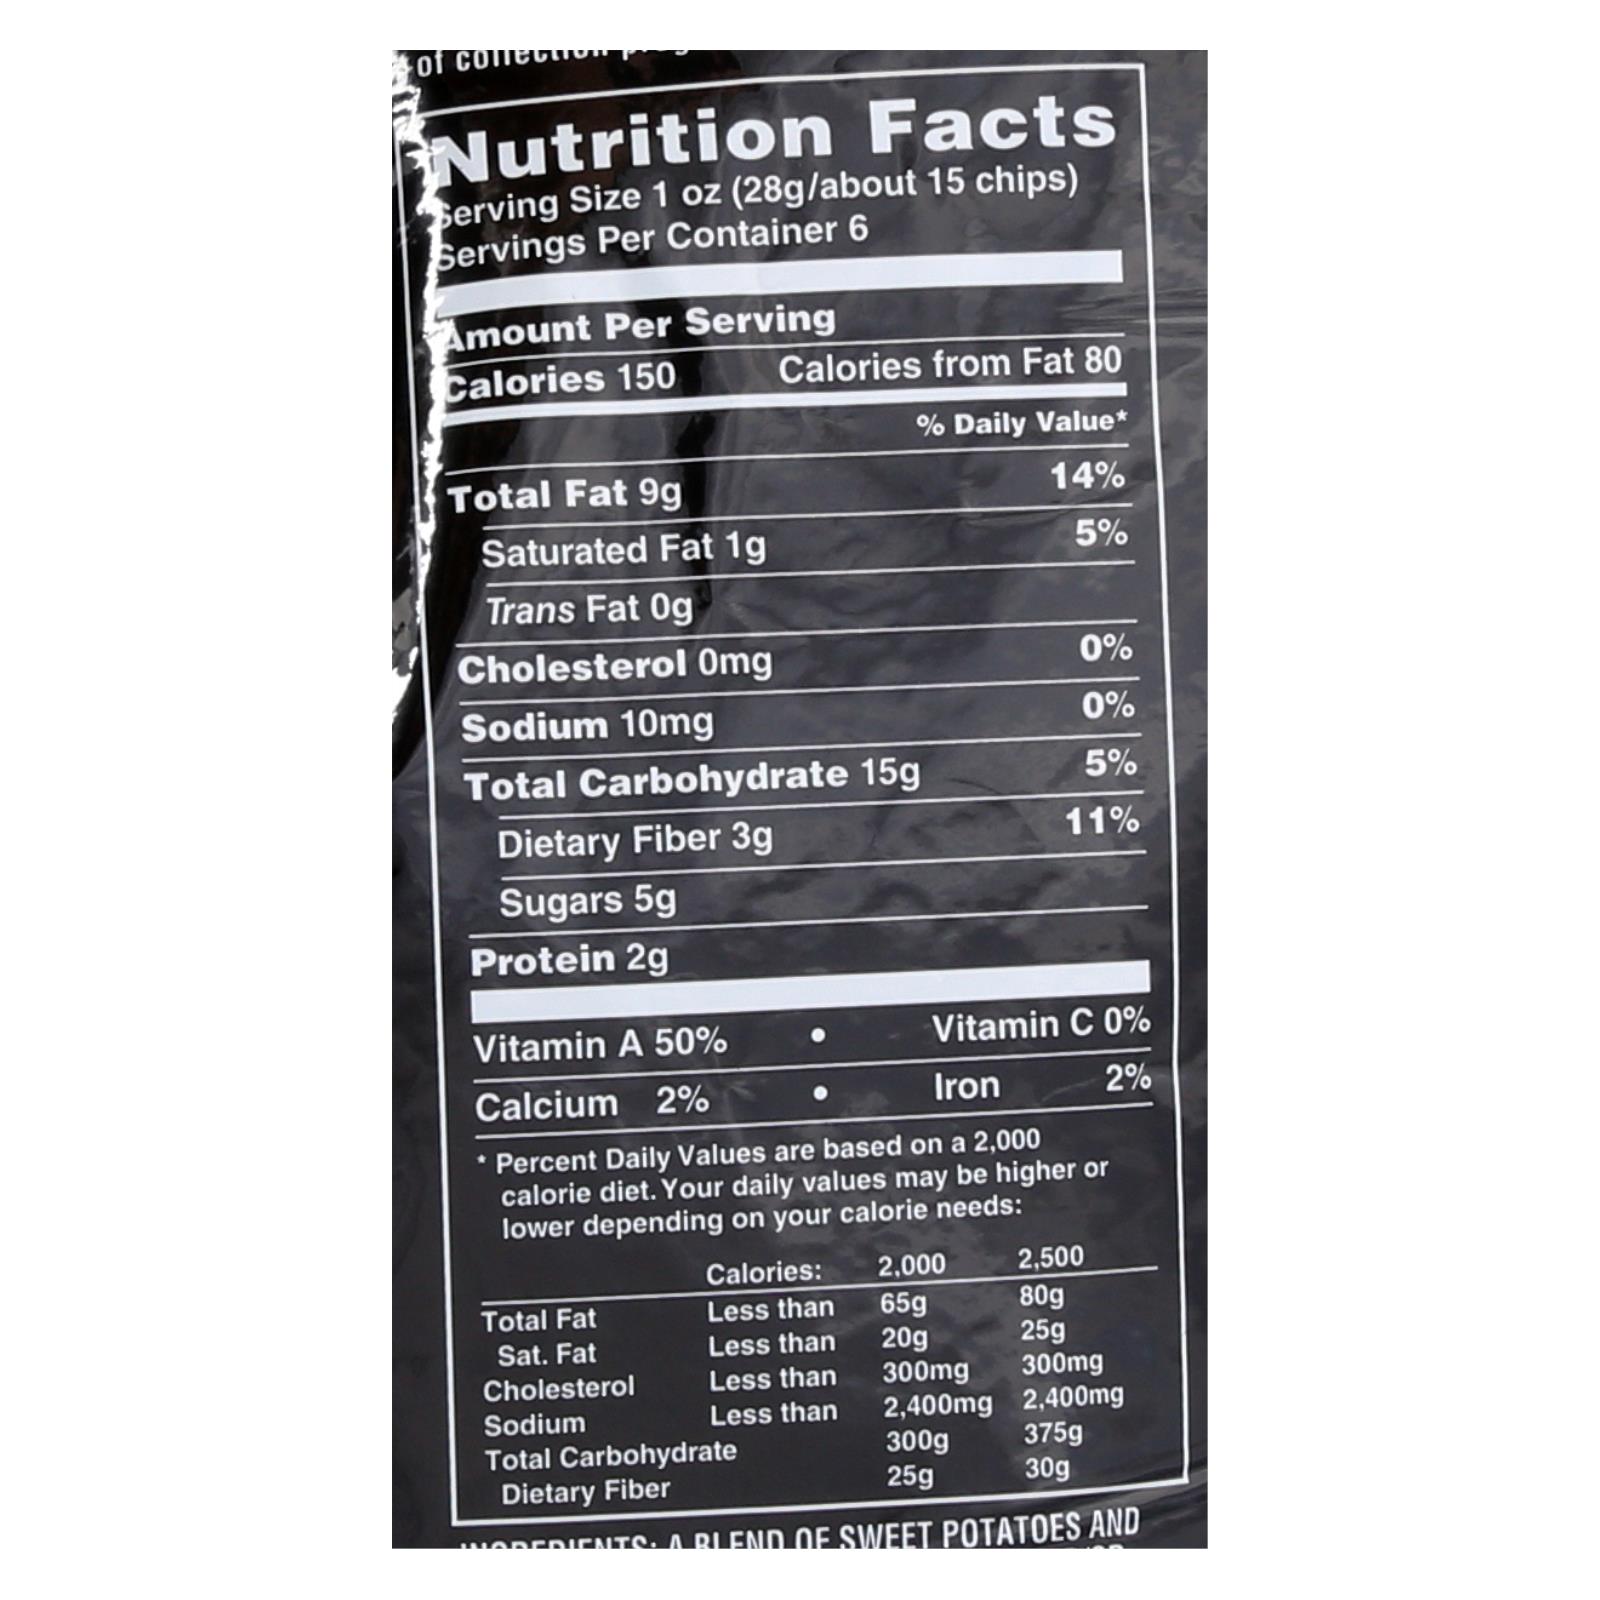 of collection
Nutrition Facts
Serving Size 1 oz (28g/about 15 chips)
Servings Per Container 6
Amount Per Serving
Calories 150 Calories from Fat 80
% Daily Value*
Total Fat 9g 14%
Saturated Fat 1g 5%
Trans Fat 0g
Cholesterol 0mg 0%
Sodium 10mg 0%
Total Carbohydrate 15g 5%
Dietary Fiber 3g 11%
Sugars 5g
Protein 2g
Vitamin A 50% • Vitamin C 0%
Calcium 2% • Iron 2%
* Percent Daily Values are based on a 2,000
calorie diet. Your daily values may be higher or
lower depending on your calorie needs:
Calories: 2,000 2,500
Total Fat Less than 65g 80g
Sat. Fat Less than 20g 25g
Cholesterol Less than 300mg 300mg
Sodium Less than 2,400mg 2,400mg
Total Carbohydrate 300g 375g
Dietary Fiber 25g 30g
INGREDIENTS: A BLEND OF SWEET POTATOES AND